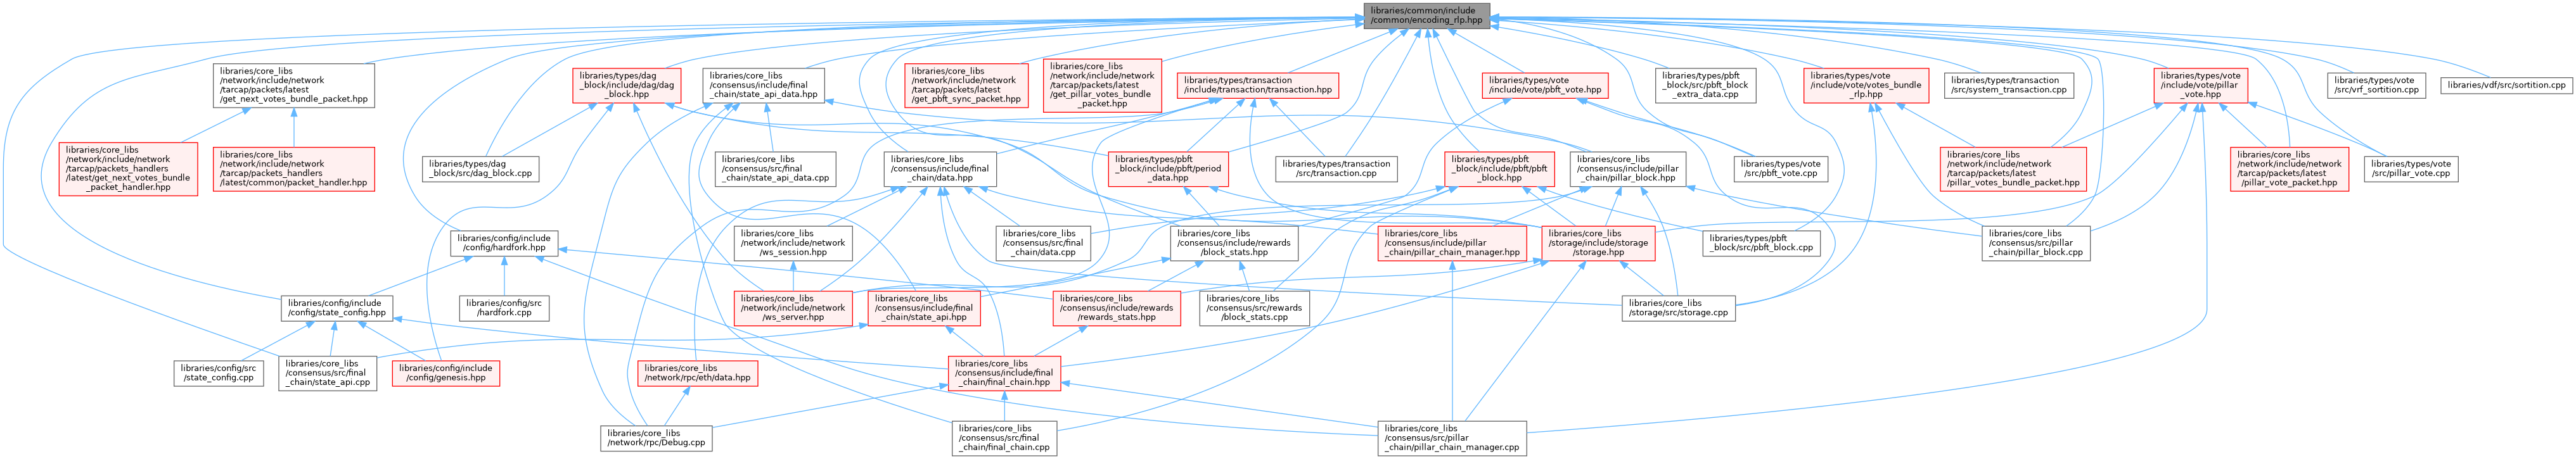 libraries/common/include
/common/encoding_rlp.hpp
libraries/core_libs
/network/include/network
/tarcap/packets/latest
/get_next_votes_bundle_packet.hpp
libraries/types/dag
_block/include/dag/dag
_block.hpp
libraries/core_libs
/consensus/include/final
_chain/state_api_data.hpp
libraries/core_libs
/network/include/network
/tarcap/packets/latest
/get_pbft_sync_packet.hpp
libraries/core_libs
/network/include/network
/tarcap/packets/latest
/get_pillar_votes_bundle
_packet.hpp
libraries/types/transaction
/include/transaction/transaction.hpp
libraries/types/vote
/include/vote/pbft_vote.hpp
libraries/types/pbft
_block/src/pbft_block
_extra_data.cpp
libraries/types/vote
/include/vote/votes_bundle
_rlp.hpp
libraries/types/transaction
/src/system_transaction.cpp
libraries/types/vote
/include/vote/pillar
_vote.hpp
libraries/types/vote
/src/vrf_sortition.cpp
libraries/vdf/src/sortition.cpp
libraries/core_libs
/network/include/network
/tarcap/packets_handlers
/latest/get_next_votes_bundle
_packet_handler.hpp
libraries/core_libs
/network/include/network
/tarcap/packets_handlers
/latest/common/packet_handler.hpp
libraries/types/dag
_block/src/dag_block.cpp
libraries/core_libs
/consensus/src/final
_chain/state_api_data.cpp
libraries/core_libs
/consensus/include/final
_chain/data.hpp
libraries/types/pbft
_block/include/pbft/period
_data.hpp
libraries/types/transaction
/src/transaction.cpp
libraries/types/pbft
_block/include/pbft/pbft
_block.hpp
libraries/core_libs
/consensus/include/pillar
_chain/pillar_block.hpp
libraries/types/vote
/src/pbft_vote.cpp
libraries/core_libs
/network/include/network
/tarcap/packets/latest
/pillar_votes_bundle_packet.hpp
libraries/core_libs
/network/include/network
/tarcap/packets/latest
/pillar_vote_packet.hpp
libraries/types/vote
/src/pillar_vote.cpp
libraries/config/include
/config/hardfork.hpp
libraries/core_libs
/network/include/network
/ws_session.hpp
libraries/core_libs
/consensus/src/final
_chain/data.cpp
libraries/core_libs
/consensus/include/rewards
/block_stats.hpp
libraries/core_libs
/consensus/include/pillar
_chain/pillar_chain_manager.hpp
libraries/core_libs
/storage/include/storage
/storage.hpp
libraries/types/pbft
_block/src/pbft_block.cpp
libraries/core_libs
/consensus/src/pillar
_chain/pillar_block.cpp
libraries/config/include
/config/state_config.hpp
libraries/config/src
/hardfork.cpp
libraries/core_libs
/network/include/network
/ws_server.hpp
libraries/core_libs
/consensus/include/final
_chain/state_api.hpp
libraries/core_libs
/consensus/include/rewards
/rewards_stats.hpp
libraries/core_libs
/consensus/src/rewards
/block_stats.cpp
libraries/core_libs
/storage/src/storage.cpp
libraries/config/src
/state_config.cpp
libraries/core_libs
/consensus/src/final
_chain/state_api.cpp
libraries/config/include
/config/genesis.hpp
libraries/core_libs
/network/rpc/eth/data.hpp
libraries/core_libs
/consensus/include/final
_chain/final_chain.hpp
libraries/core_libs
/network/rpc/Debug.cpp
libraries/core_libs
/consensus/src/final
_chain/final_chain.cpp
libraries/core_libs
/consensus/src/pillar
_chain/pillar_chain_manager.cpp